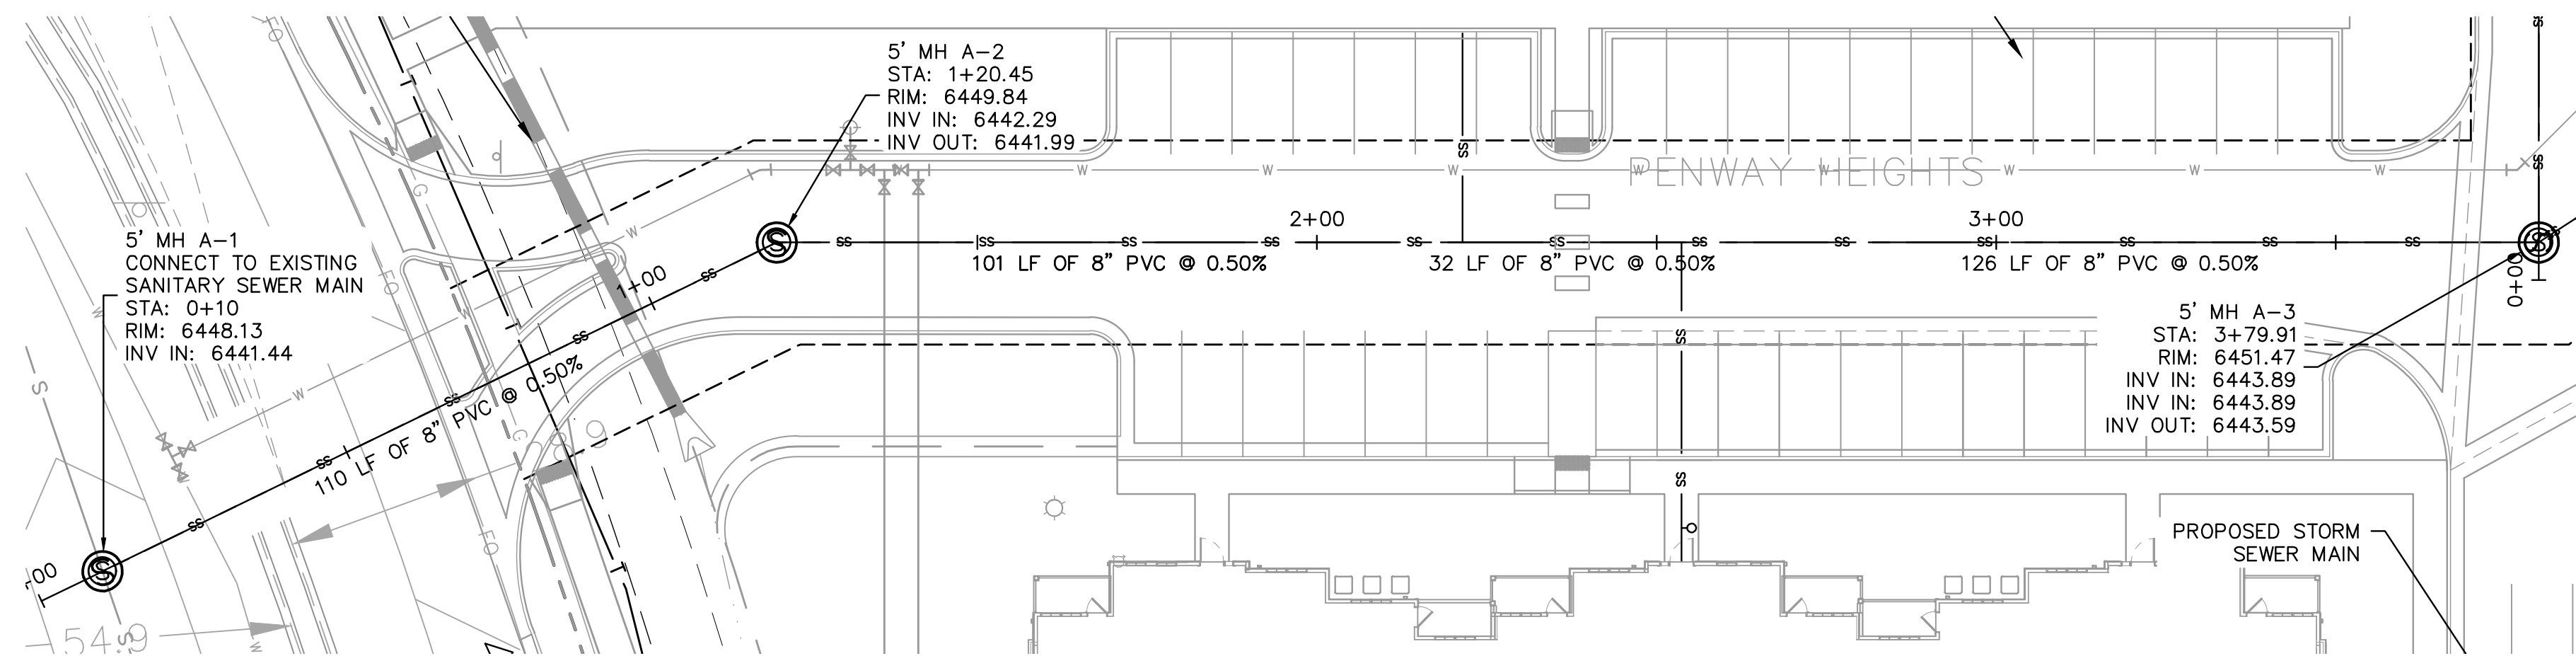 5' MH A-2
STA: 1+20.45
RIM: 6449.84
INV IN: 6442.29
INV OUT: 6441.99
PENWAY HEIGHTS
5' MH A-1
CONNECT TO EXISTING
SANITARY SEWER MAIN
STA: 0+10
RIM: 6448.13
INV IN: 6441.44
1+00
2+00
3+00
0+00
101 LF OF 8" PVC @ 0.50%
32 LF OF 8" PVC @ 0.50%
126 LF OF 8" PVC @ 0.50%
110 LF OF 8" PVC @ 0.50%
5' MH A-3
STA: 3+79.91
RIM: 6451.47
INV IN: 6443.89
INV IN: 6443.89
INV OUT: 6443.59
PROPOSED STORM
SEWER MAIN
+00
54.9
W
SS
S
G
FO